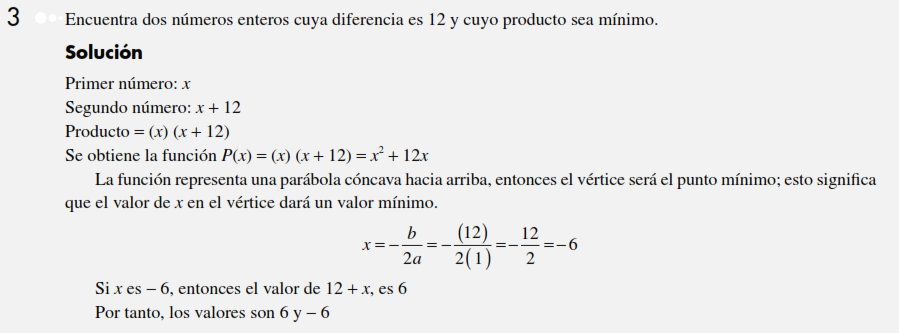 3 Encuentra dos números enteros cuya diferencia es 12 y cuyo producto sea mínimo.
Solución
Primer número: x
Segundo número: x + 12
Producto = (x) (x + 12)
Se obtiene la función P(x) = (x) (x + 12) = x² + 12x
La función representa una parábola cóncava hacia arriba, entonces el vértice será el punto mínimo; esto significa
que el valor de x en el vértice dará un valor mínimo.
x = − b/2a = − (12)/2(1) = − 12/2 = −6
Si x es − 6, entonces el valor de 12 + x, es 6
Por tanto, los valores son 6 y − 6